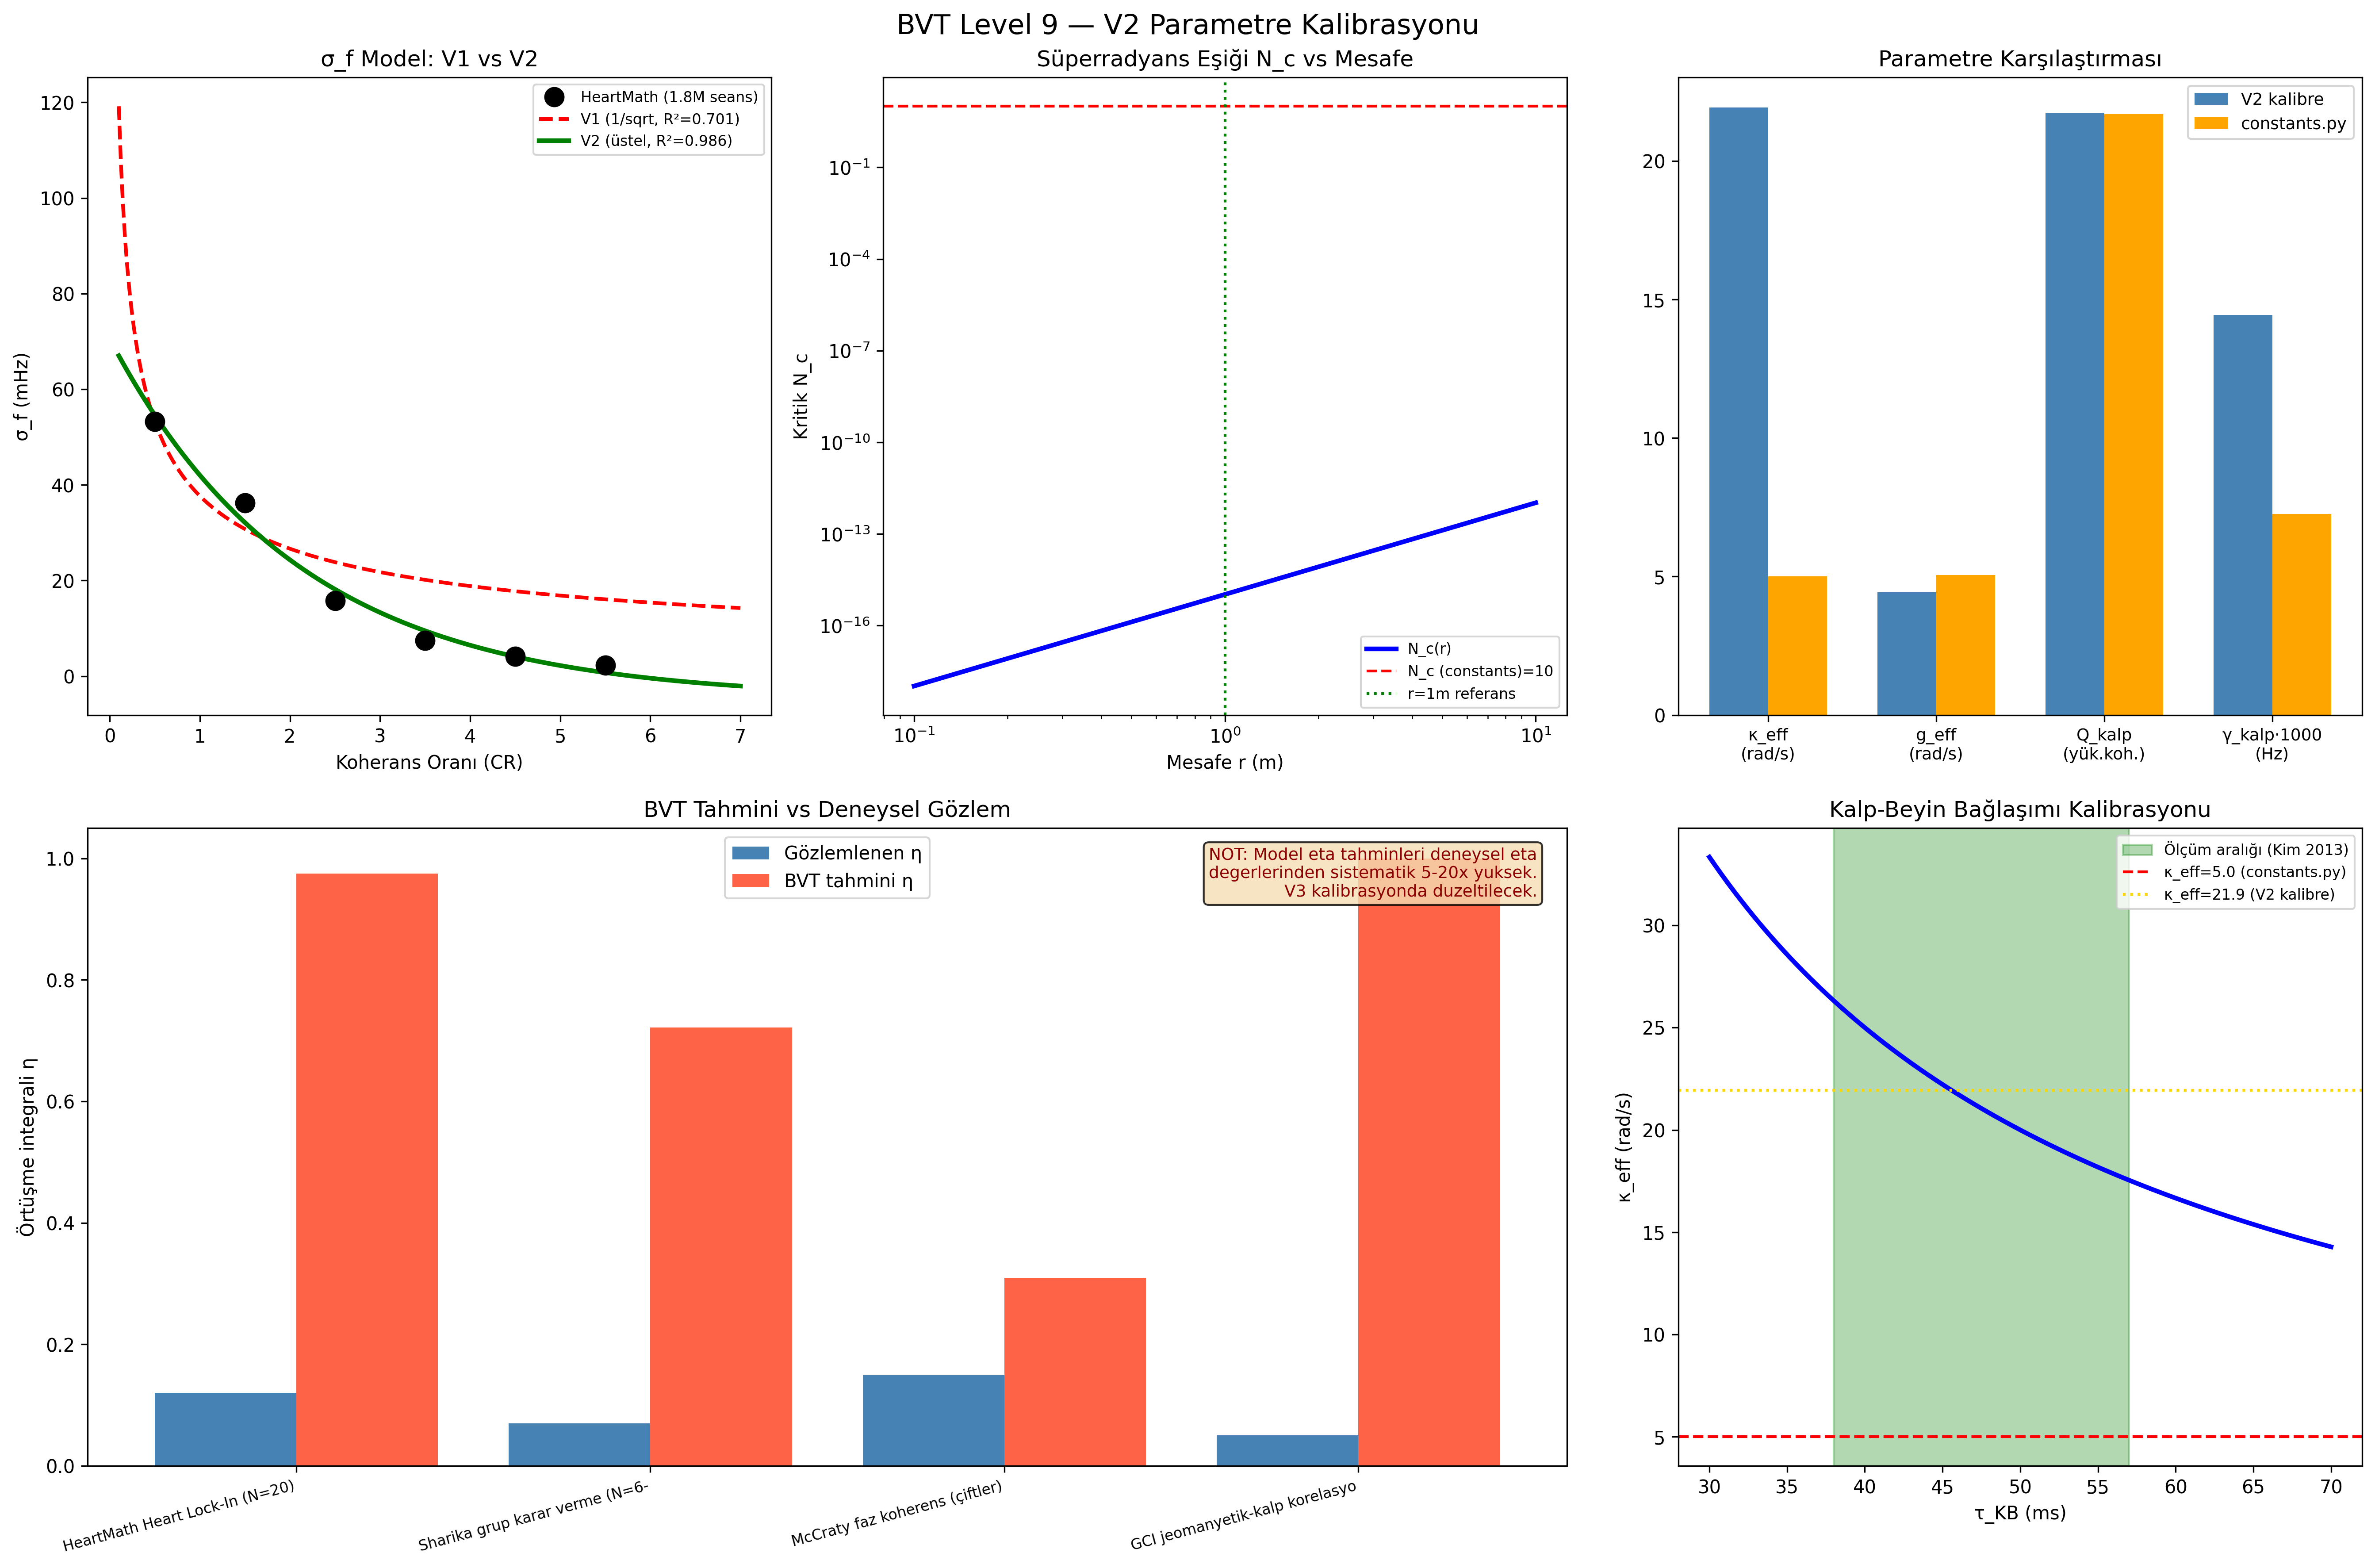 BVT Level 9 — V2 Parametre Kalibrasyonu
σ_f Model: V1 vs V2
HeartMath (1.8M seans)
V1 (1/sqrt, R²=0.701)
V2 (üstel, R²=0.986)
120
100
80
60
40
20
0
σ_f (mHz)
0 1 2 3 4 5 6 7
Koherans Oranı (CR)
Süperradyans Eşiği N_c vs Mesafe
10⁻¹
10⁻⁴
10⁻⁷
10⁻¹⁰
10⁻¹³
10⁻¹⁶
Kritik N_c
N_c(r)
N_c (constants)=10
r=1m referans
10⁻¹ 10⁰ 10¹
Mesafe r (m)
Parametre Karşılaştırması
V2 kalibre
constants.py
20
15
10
5
0
κ_eff
(rad/s)
g_eff
(rad/s)
Q_kalp
(yük.koh.)
γ_kalp·1000
(Hz)
BVT Tahmini vs Deneysel Gözlem
Gözlemlenen η
BVT tahmini η
NOT: Model eta tahminleri deneysel eta
degerlerinden sistematik 5-20x yuksek.
V3 kalibrasyonda duzeltilecek.
1.0
0.8
0.6
0.4
0.2
0.0
Örtüşme integrali η
HeartMath Heart Lock-In (N=20)
Sharika grup karar verme (N=6-
McCraty faz koherens (çiftler)
GCI jeomanyetik-kalp korelasyo
Kalp-Beyin Bağlaşımı Kalibrasyonu
Ölçüm aralığı (Kim 2013)
κ_eff=5.0 (constants.py)
κ_eff=21.9 (V2 kalibre)
30
25
20
15
10
5
κ_eff (rad/s)
30 35 40 45 50 55 60 65 70
τ_KB (ms)